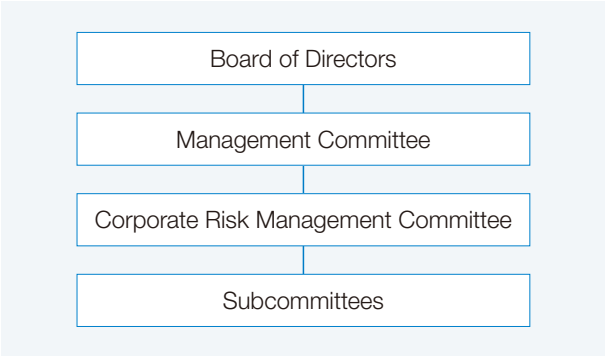 Board of Directors
Management Committee
Corporate Risk Management Committee
Subcommittees